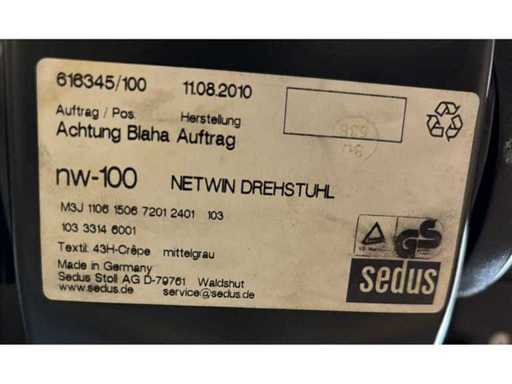 616345/100 11.08.2010
Auftrag / Pos. Herstellung
Achtung Blaha Auftrag
nw-100 NETWIN DREHSTUHL
M3J 1106 1506 7201 2401 103
103 3314 6001
Textil: 43H-Crêpe mittelgrau
Made in Germany
Sedus Stoll AG D-79761 Waldshut
www.sedus.de service@sedus.de
GS
sedus